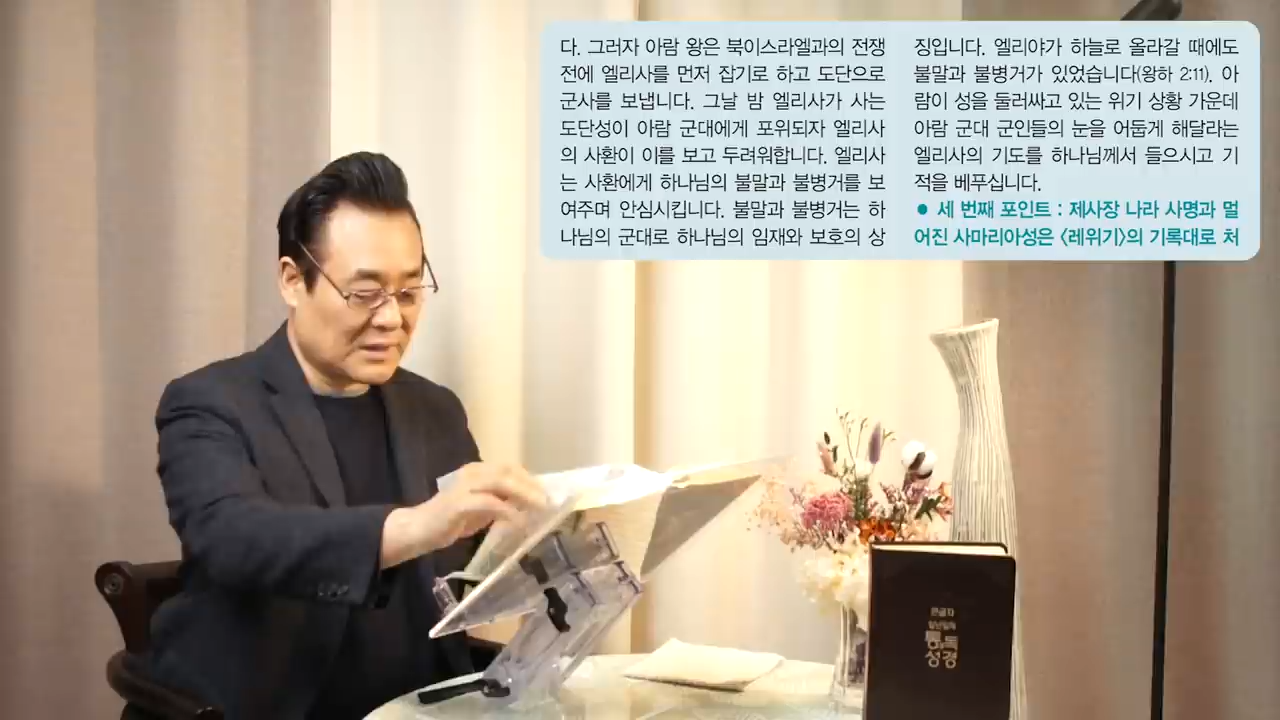 다. 그러자 아람 왕은 북이스라엘과의 전쟁
전에 엘리사를 먼저 잡기로 하고 도단으로
군사를 보냅니다. 그날 밤 엘리사가 사는
도단성이 아람 군대에게 포위되자 엘리사
의 사환이 이를 보고 두려워합니다. 엘리사
는 사환에게 하나님의 불말과 불병거를 보
여주며 안심시킵니다. 불말과 불병거는 하
나님의 군대로 하나님의 임재와 보호의 상
징입니다. 엘리야가 하늘로 올라갈 때에도
불말과 불병거가 있었습니다(왕하 2:11). 아
람이 성을 둘러싸고 있는 위기 상황 가운데
아람 군대 군인들의 눈을 어둡게 해달라는
엘리사의 기도를 하나님께서 들으시고 기
적을 베푸십니다.
● 세 번째 포인트 : 제사장 나라 사명과 멀
어진 사마리아성은 <레위기>의 기록대로 처
큰글자
일년일독
통독
성경